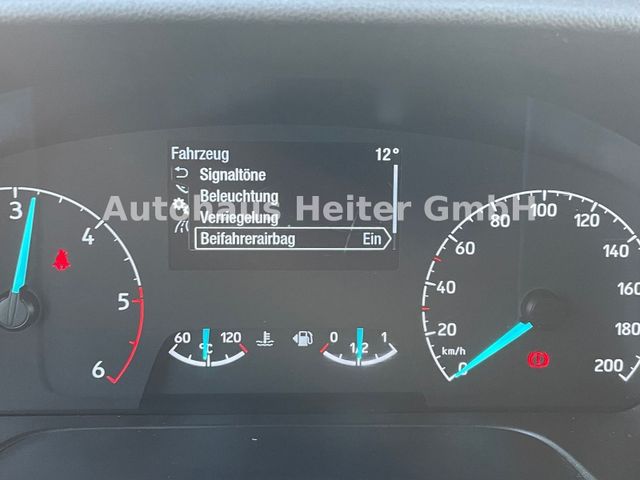 Fahrzeug 12°
Signaltöne
Beleuchtung
Autohaus Heiter GmbH
Verriegelung
Beifahrerairbag Ein
3 4 5 6
60 °C 120
0 1/2 1
0 20 40 60 80 100 120 140 160 180 200
km/h